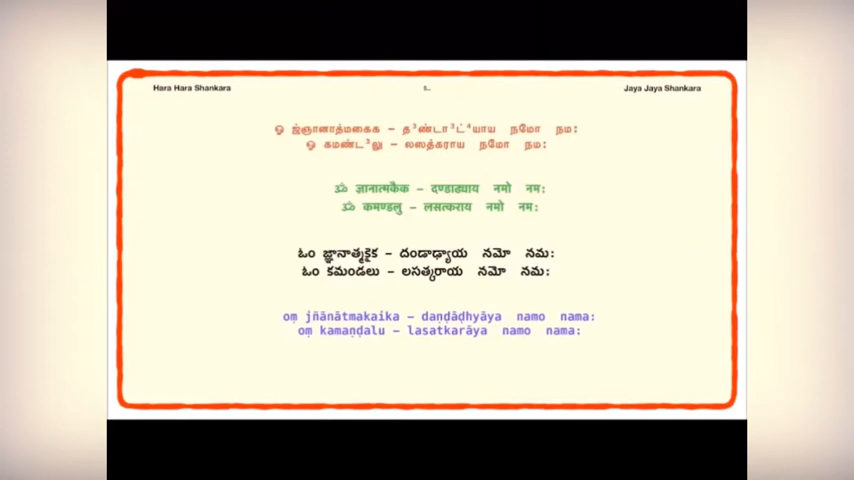 Hara Hara Shankara
Jaya Jaya Shankara
ஓ ஜ்ஞானாத்மகைக – த³ண்டா³ட்⁴யாய நமோ நம:
ஓ கமண்ட³லு – லஸத்கராய நமோ நம:
ॐ ज्ञानात्मकैक – दण्डाढ्याय नमो नम:
ॐ कमण्डलु – लसत्कराय नमो नम:
ఓం జ్ఞానాత్మకైక – దండాఢ్యాయ నమో నమ:
ఓం కమండలు – లసత్కరాయ నమో నమ:
oṃ jñānātmakaika – daṇḍāḍhyāya namo nama:
oṃ kamaṇḍalu – lasatkarāya namo nama: